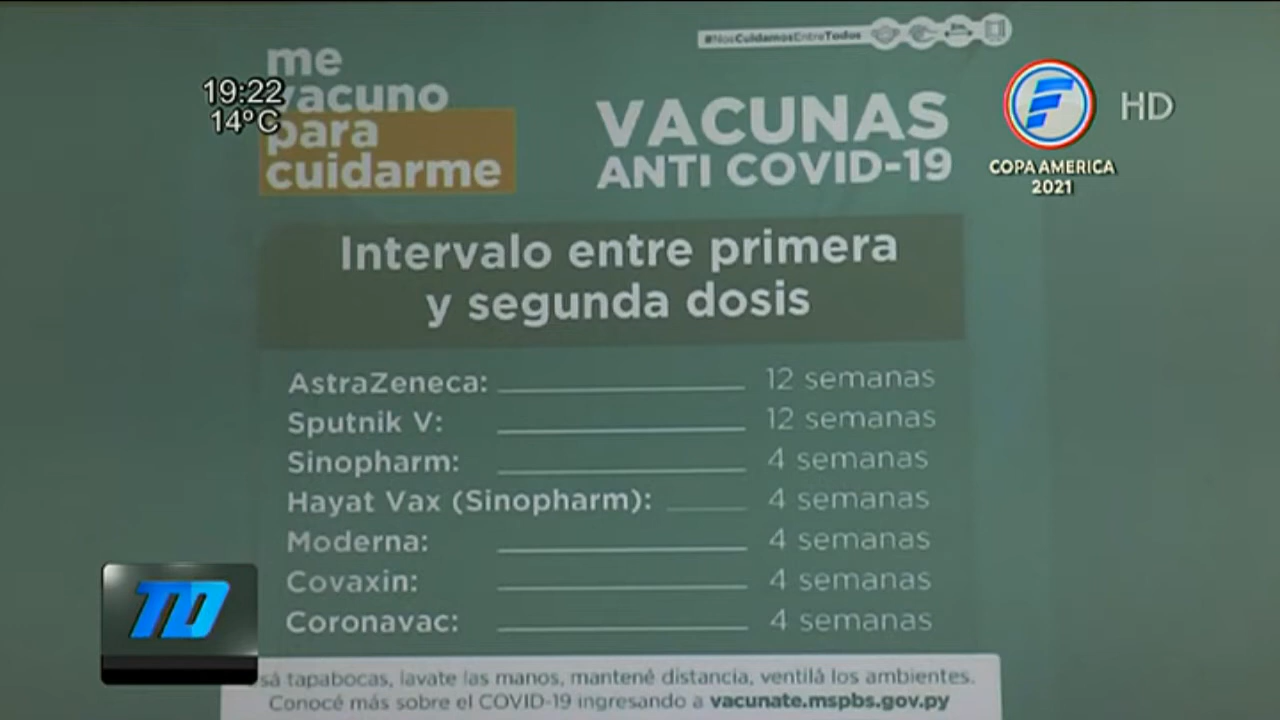 #NosCuidamosEntreTodos
me
vacuno
para
cuidarme
19:22
14°C
VACUNAS
ANTI COVID-19
HD
COPA AMERICA
2021
Intervalo entre primera
y segunda dosis
AstraZeneca: 12 semanas
Sputnik V: 12 semanas
Sinopharm: 4 semanas
Hayat Vax (Sinopharm): 4 semanas
Moderna: 4 semanas
Covaxin: 4 semanas
Coronavac: 4 semanas
TD
sá tapabocas, lavate las manos, mantené distancia, ventilá los ambientes.
Conocé más sobre el COVID-19 ingresando a vacunate.mspbs.gov.py